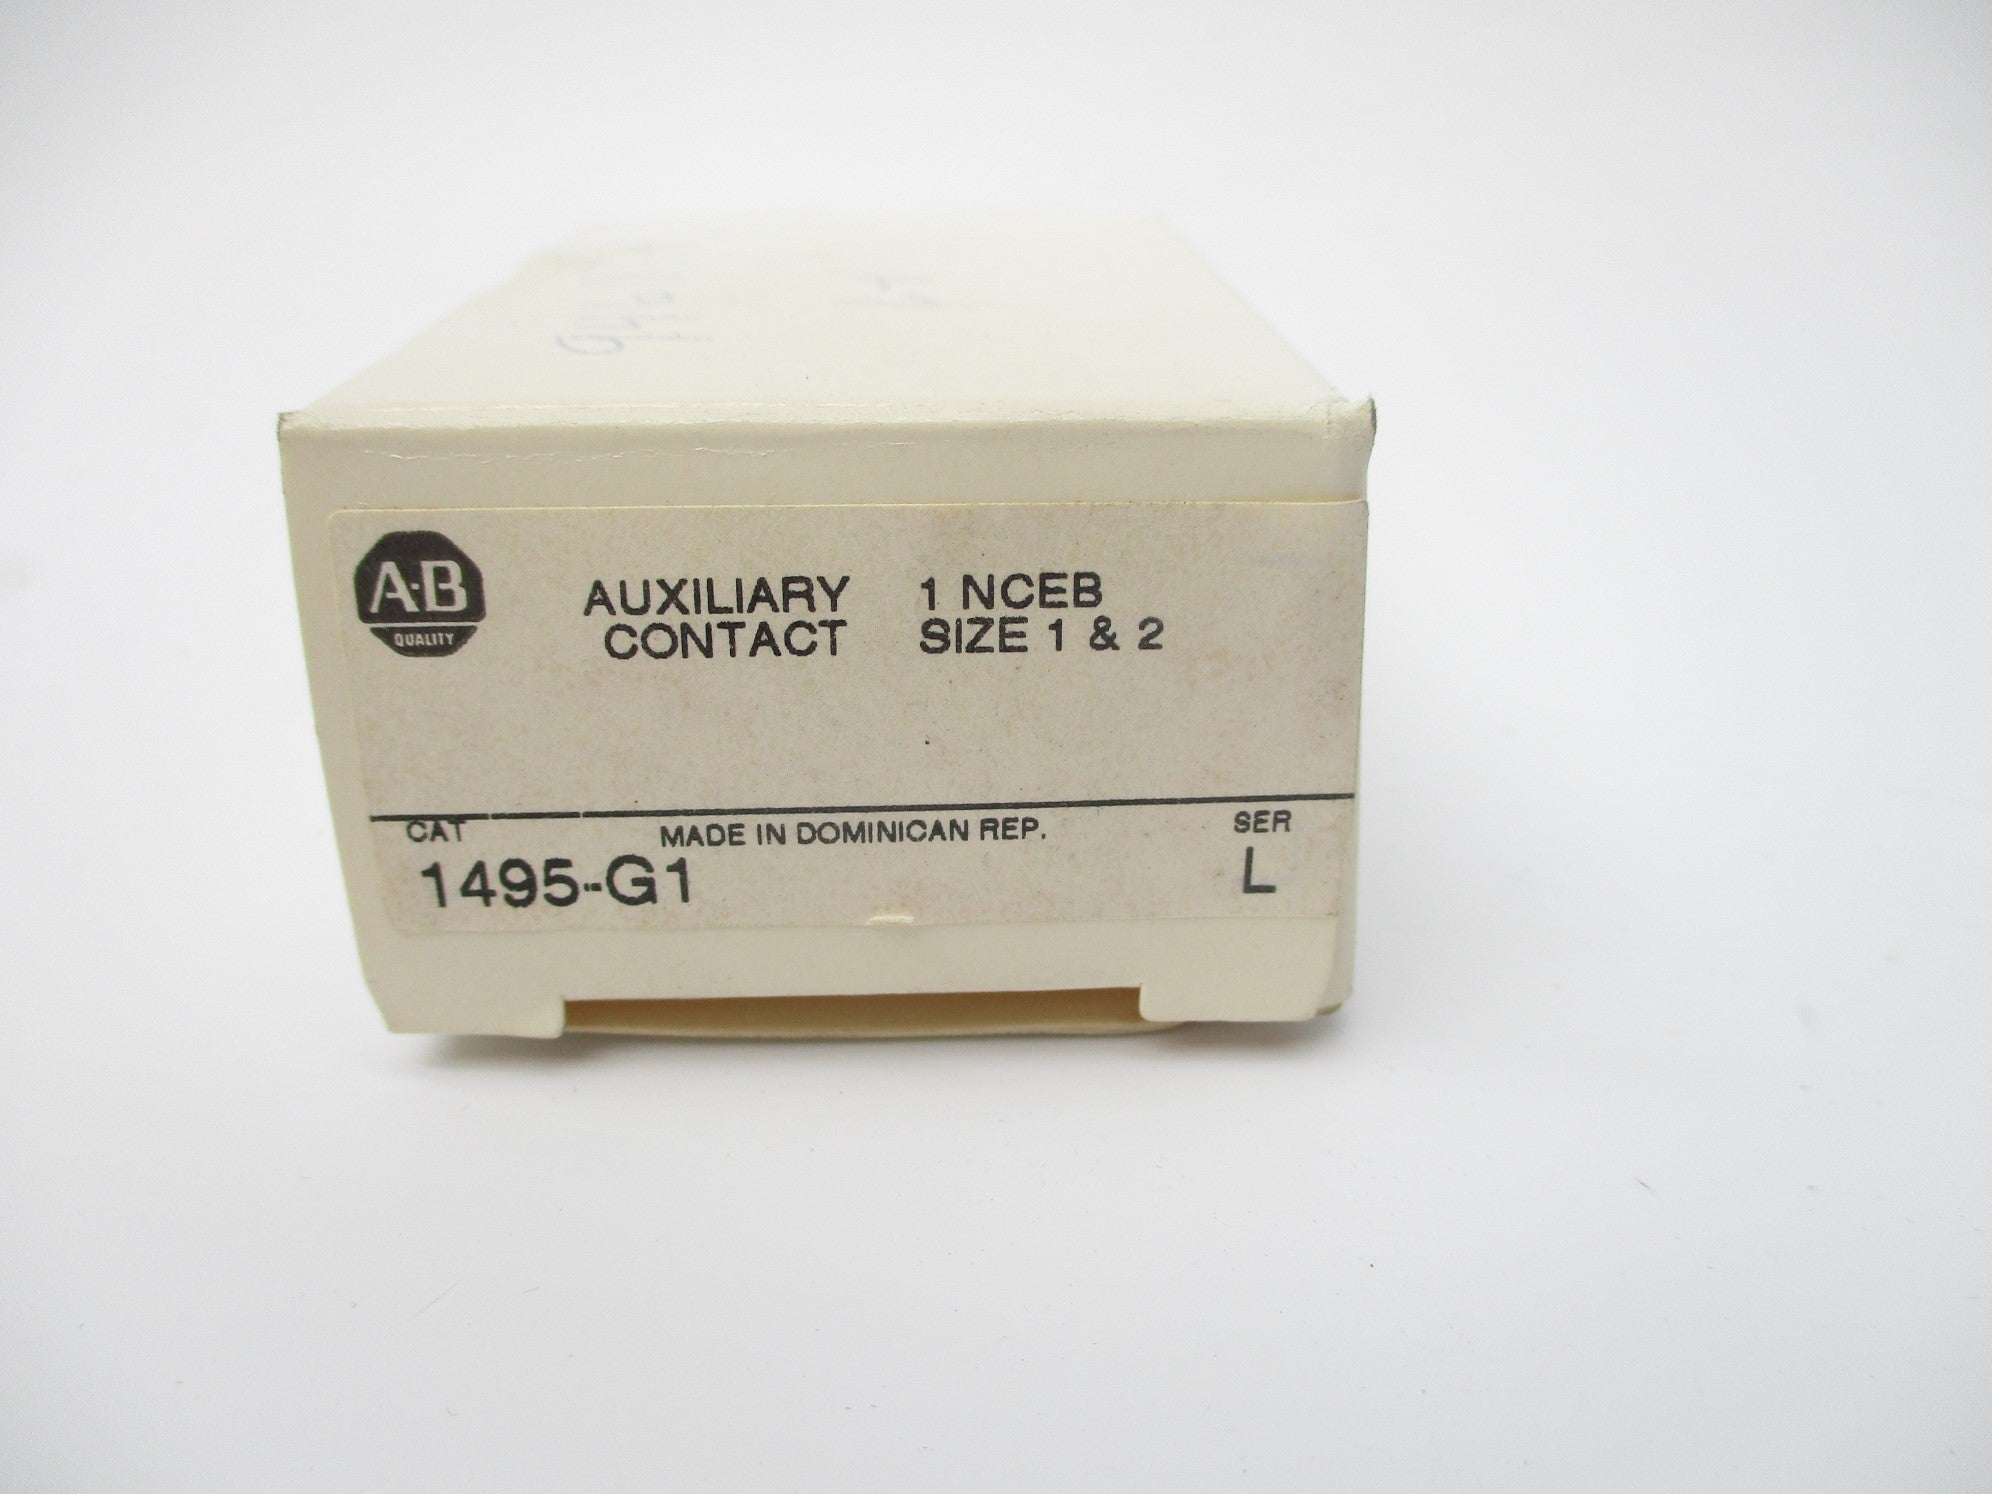 A-B
QUALITY
AUXILIARY 1 NCEB
CONTACT SIZE 1 & 2
CAT MADE IN DOMINICAN REP. SER
1495-G1 L